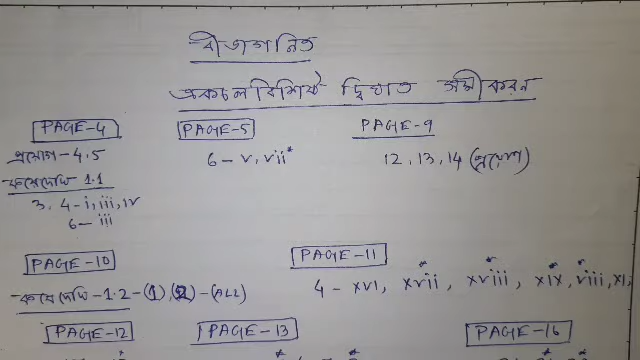 বীজগণিত
একচলবিশিষ্ট দ্বিঘাত সমীকরন
PAGE-4
প্রয়োগ-4.5
কষে দেখি 1.1
3, 4-i, iii, iv
6- iii
PAGE-5
6-v, vii*
PAGE-9
12, 13, 14 (প্রয়োগ)
PAGE-10
কষে দেখি-1.2-(1), (2)-(ALL)
PAGE-11
4 - xvi, xvii*, xviii*, xix*, viii*, xi,
PAGE-12
PAGE-13
PAGE-16